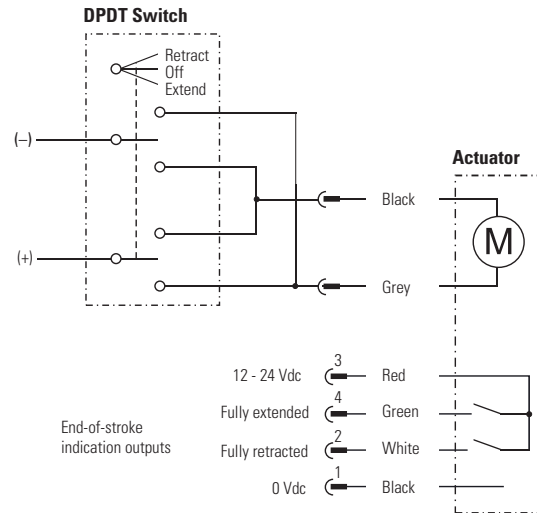 DPDT Switch
Retract
Off
Extend
(–)
(+)
Actuator
Black
M
Grey
12 - 24 Vdc
3
Red
Fully extended
4
Green
End-of-stroke
indication outputs
Fully retracted
2
White
0 Vdc
1
Black